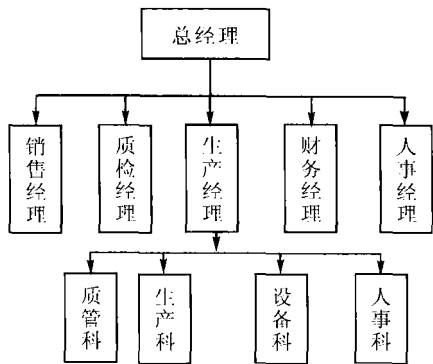 总经理
销售经理
质检经理
生产经理
财务经理
人事经理
质管科
生产科
设备科
人事科